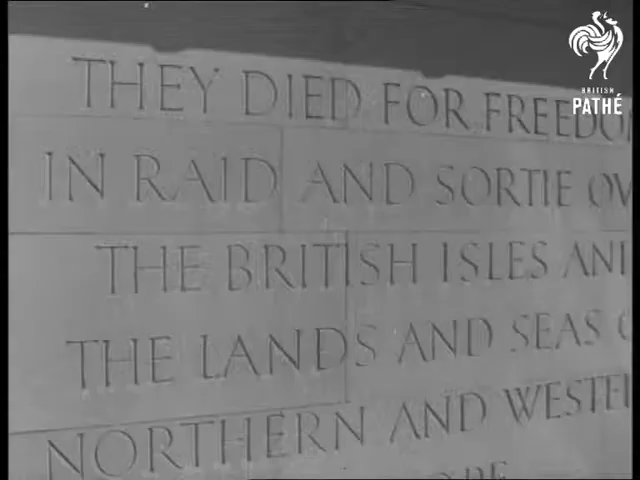 THEY DIED FOR FREEDO
IN RAID AND SORTIE OV
THE BRITISH ISLES AN
THE LANDS AND SEAS O
NORTHERN AND WESTE
OPE
BRITISH
PATHÉ